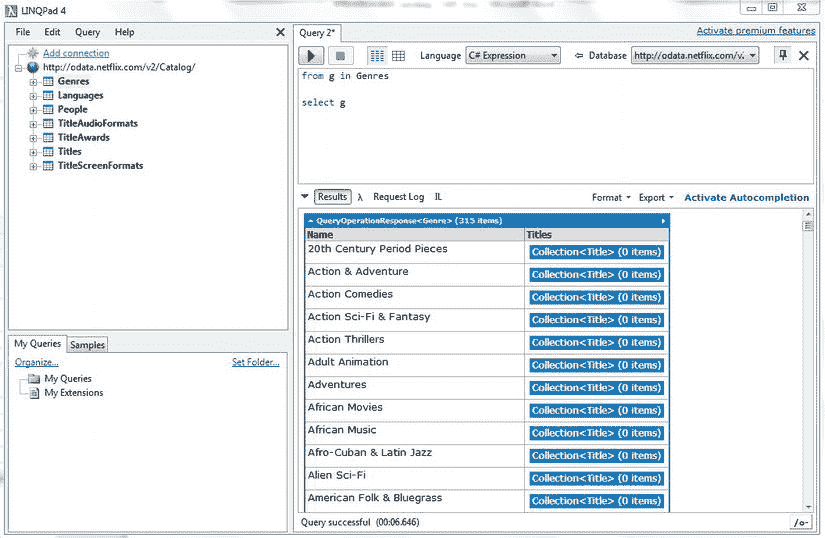 LINQPad 4
File Edit Query Help
Add connection
http://odata.netflix.com/v2/Catalog/
Genres
Languages
People
TitleAudioFormats
TitleAwards
Titles
TitleScreenFormats
My Queries Samples
Organize... Set Folder...
My Queries
My Extensions
Query 2*
Activate premium features
Language C# Expression Database http://odata.netflix.com/v2
from g in Genres
select g
Results λ Request Log IL Format Export Activate Autocompletion
QueryOperationResponse<Genre> (315 items)
Name Titles
20th Century Period Pieces Collection<Title> (0 items)
Action & Adventure Collection<Title> (0 items)
Action Comedies Collection<Title> (0 items)
Action Sci-Fi & Fantasy Collection<Title> (0 items)
Action Thrillers Collection<Title> (0 items)
Adult Animation Collection<Title> (0 items)
Adventures Collection<Title> (0 items)
African Movies Collection<Title> (0 items)
African Music Collection<Title> (0 items)
Afro-Cuban & Latin Jazz Collection<Title> (0 items)
Alien Sci-Fi Collection<Title> (0 items)
American Folk & Bluegrass Collection<Title> (0 items)
Query successful (00:06.646)
/o-